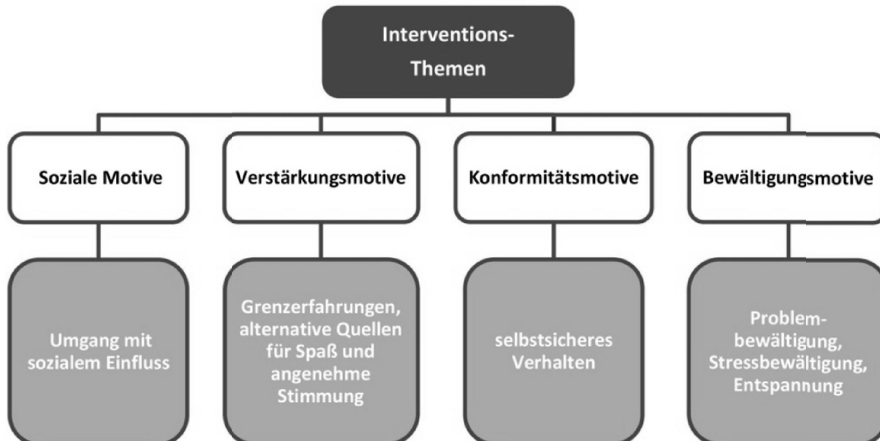 Interventions-
Themen
Soziale Motive
Verstärkungsmotive
Konformitätsmotive
Bewältigungsmotive
Umgang mit
sozialem Einfluss
Grenzerfahrungen,
alternative Quellen
für Spaß und
angenehme
Stimmung
selbstsicheres
Verhalten
Problem-
bewältigung,
Stressbewältigung,
Entspannung